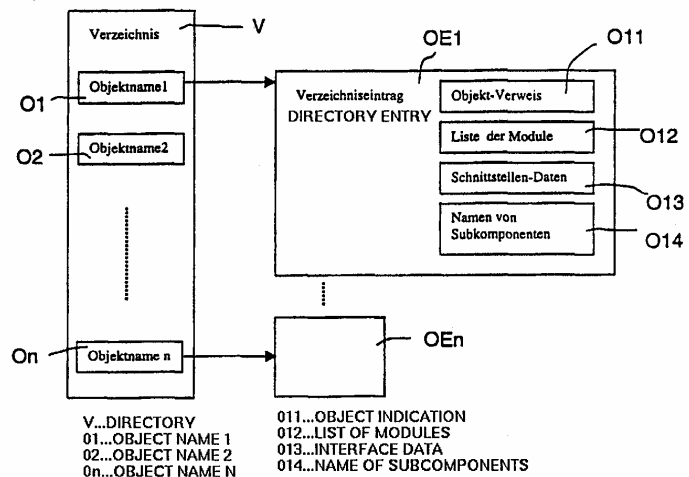 Verzeichnis
V
O1
Objektname1
O2
Objektname2
On
Objektname n
OE1
Verzeichniseintrag
DIRECTORY ENTRY
Objekt-Verweis
O11
Liste der Module
O12
Schnittstellen-Daten
O13
Namen von
Subkomponenten
O14
OEn
V...DIRECTORY
01...OBJECT NAME 1
02...OBJECT NAME 2
0n...OBJECT NAME N
011...OBJECT INDICATION
012...LIST OF MODULES
013...INTERFACE DATA
014...NAME OF SUBCOMPONENTS